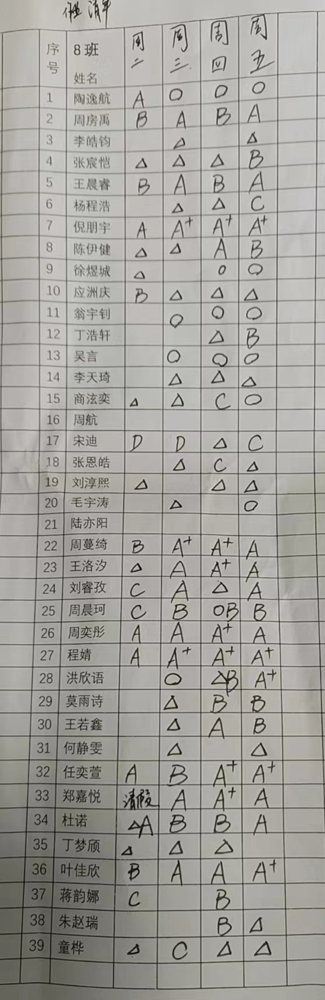 清单
序号 8班 姓名 周二 周三 周四 周五
1 陶逸航 A O O O
2 周房禹 B A B A
3 李皓钧 △ △
4 张宸恺 △ △ △ B
5 王晨睿 B A B A
6 杨程浩 △ △ C
7 倪朋宇 A A+ A+ A+
8 陈伊健 △ △ A B
9 徐煜城 △ O O
10 应洲庆 B △ △ △
11 翁宇钊 O O O
12 丁浩轩 △ B
13 吴言 O O O
14 李天琦 △ △ △
15 商泫奕 △ △ C O
16 周航
17 宋迪 D D △ C
18 张恩皓 △ C △
19 刘淳熙 △ △ △
20 毛宇涛 △ O
21 陆亦阳
22 周蔓绮 B A+ A+ A
23 王洛汐 △ A A+ A
24 刘睿孜 C A △ A
25 周晨珂 C B OB B
26 周奕彤 A A A+ A
27 程婧 A A+ A+ A+
28 洪欣语 O △B A+
29 莫雨诗 △ B B
30 王若鑫 △ A B
31 何静雯 △ △
32 任奕萱 A B A+ A+
33 郑嘉悦 请假 A A+ A
34 杜诺 △A B B A
35 丁梦颀 △ △ △
36 叶佳欣 B A A A+
37 蒋韵娜 C B
38 朱赵瑞 B △
39 童桦 △ C △ △